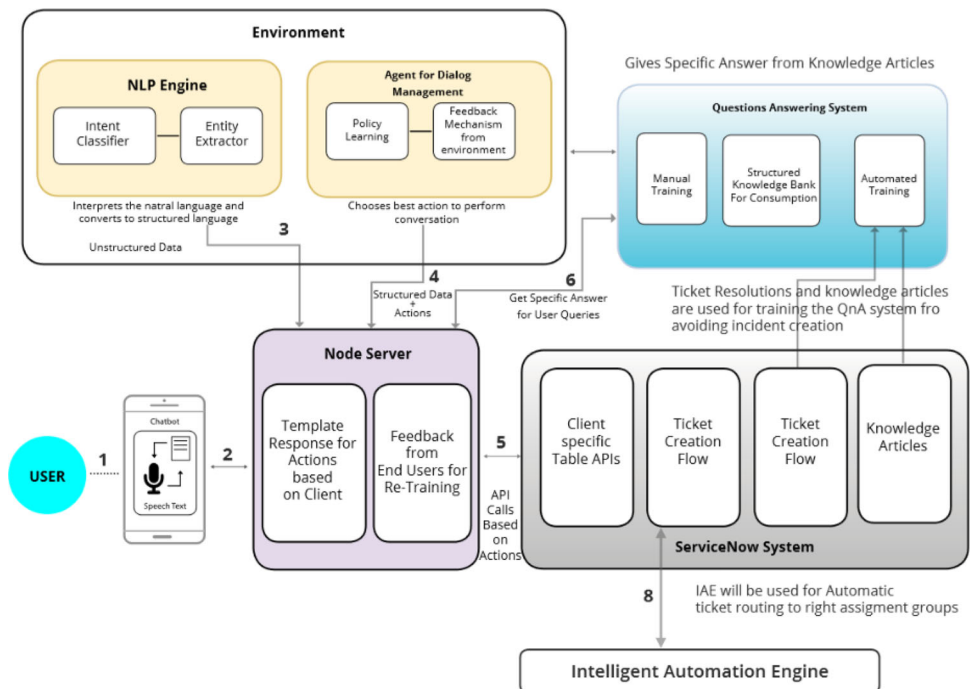 Environment
NLP Engine
Intent
Classifier
Entity
Extractor
Interprets the natral language and
converts to structured language
Unstructured Data
3
Agent for Dialog
Management
Policy
Learning
Feedback
Mechanism
from
environment
Chooses best action to perform
conversation
4
Structured Data
+
Actions
Gives Specific Answer from Knowledge Articles
Questions Answering System
Manual
Training
Structured
Knowledge Bank
For Consumption
Automated
Training
6
Get Specific Answer
for User Queries
Ticket Resolutions and knowledge articles
are used for training the QnA system fro
avoiding incident creation
USER
1
Chatbot
Speech Text
2
Node Server
Template
Response for
Actions
based
on Client
Feedback
from
End Users for
Re-Training
5
API
Calls
Based
on
Actions
Client
specific
Table APIs
Ticket
Creation
Flow
Ticket
Creation
Flow
Knowledge
Articles
ServiceNow System
8
IAE will be used for Automatic
ticket routing to right assigment groups
Intelligent Automation Engine